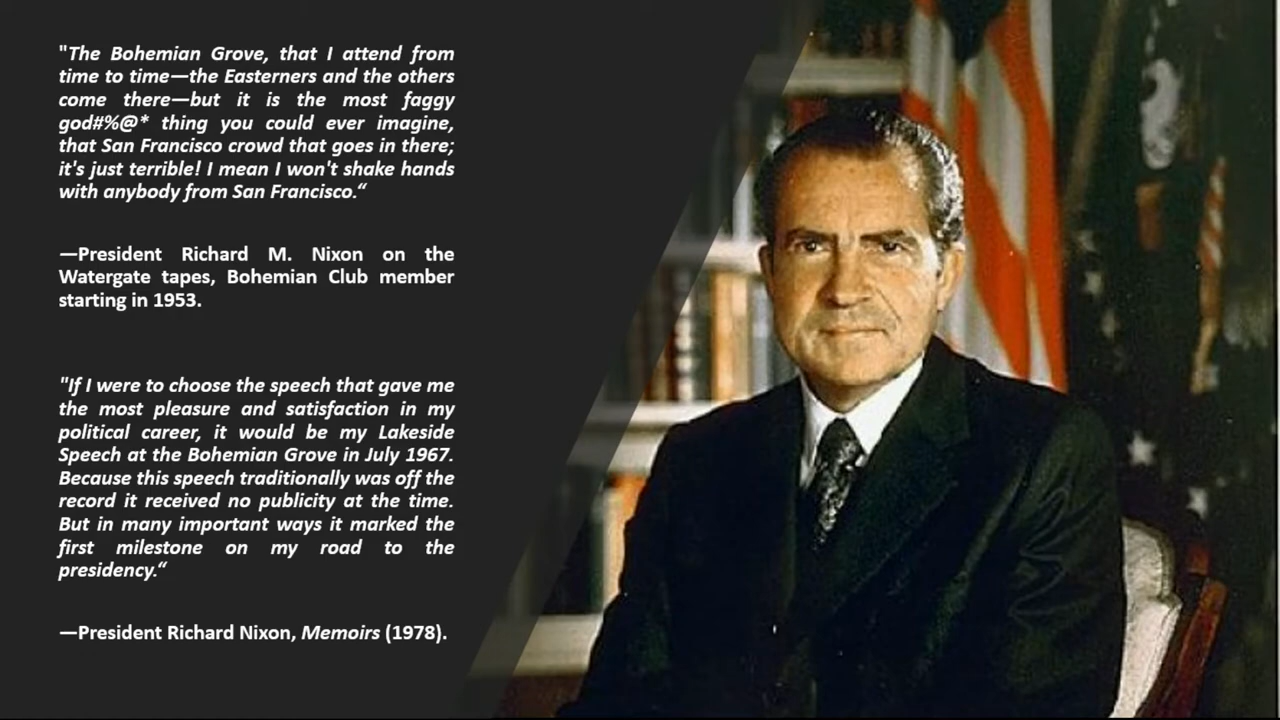 "The Bohemian Grove, that I attend from
time to time—the Easterners and the others
come there—but it is the most faggy
god#%@* thing you could ever imagine,
that San Francisco crowd that goes in there;
it's just terrible! I mean I won't shake hands
with anybody from San Francisco.“
—President Richard M. Nixon on the
Watergate tapes, Bohemian Club member
starting in 1953.
"If I were to choose the speech that gave me
the most pleasure and satisfaction in my
political career, it would be my Lakeside
Speech at the Bohemian Grove in July 1967.
Because this speech traditionally was off the
record it received no publicity at the time.
But in many important ways it marked the
first milestone on my road to the
presidency.“
—President Richard Nixon, Memoirs (1978).